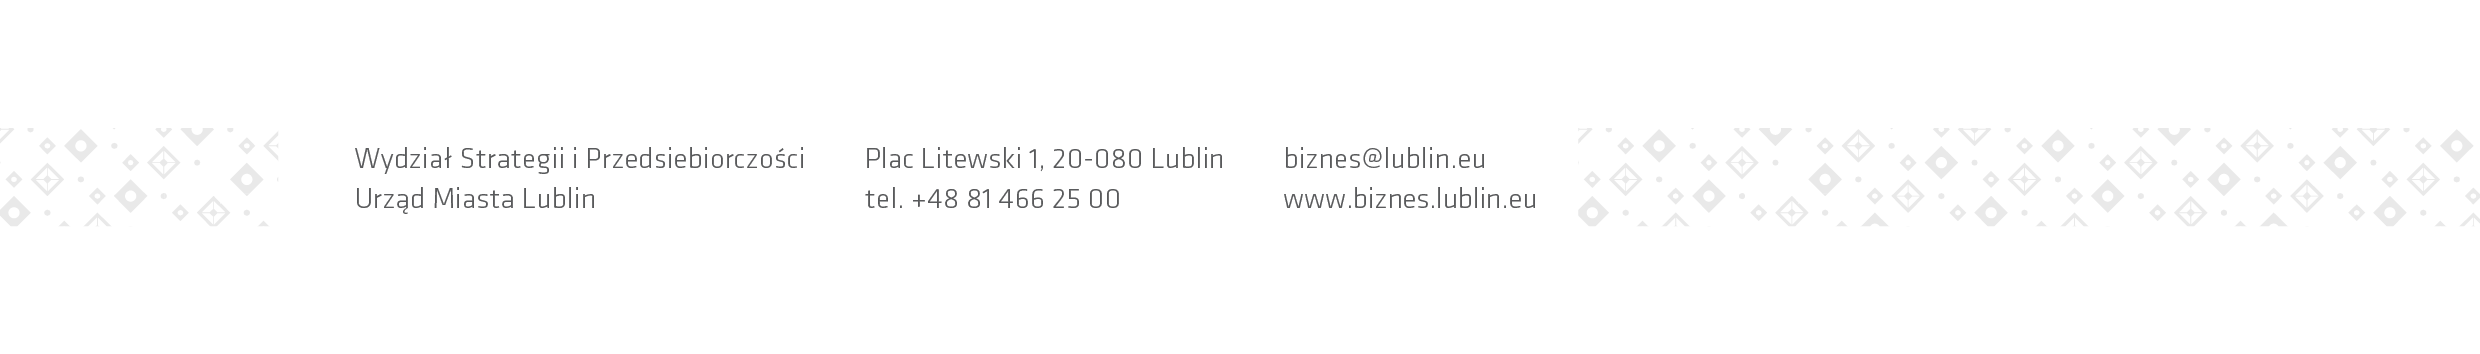 Wydział Strategii i Przedsiebiorczości
Urząd Miasta Lublin
Plac Litewski 1, 20-080 Lublin
tel. +48 81 466 25 00
biznes@lublin.eu
www.biznes.lublin.eu